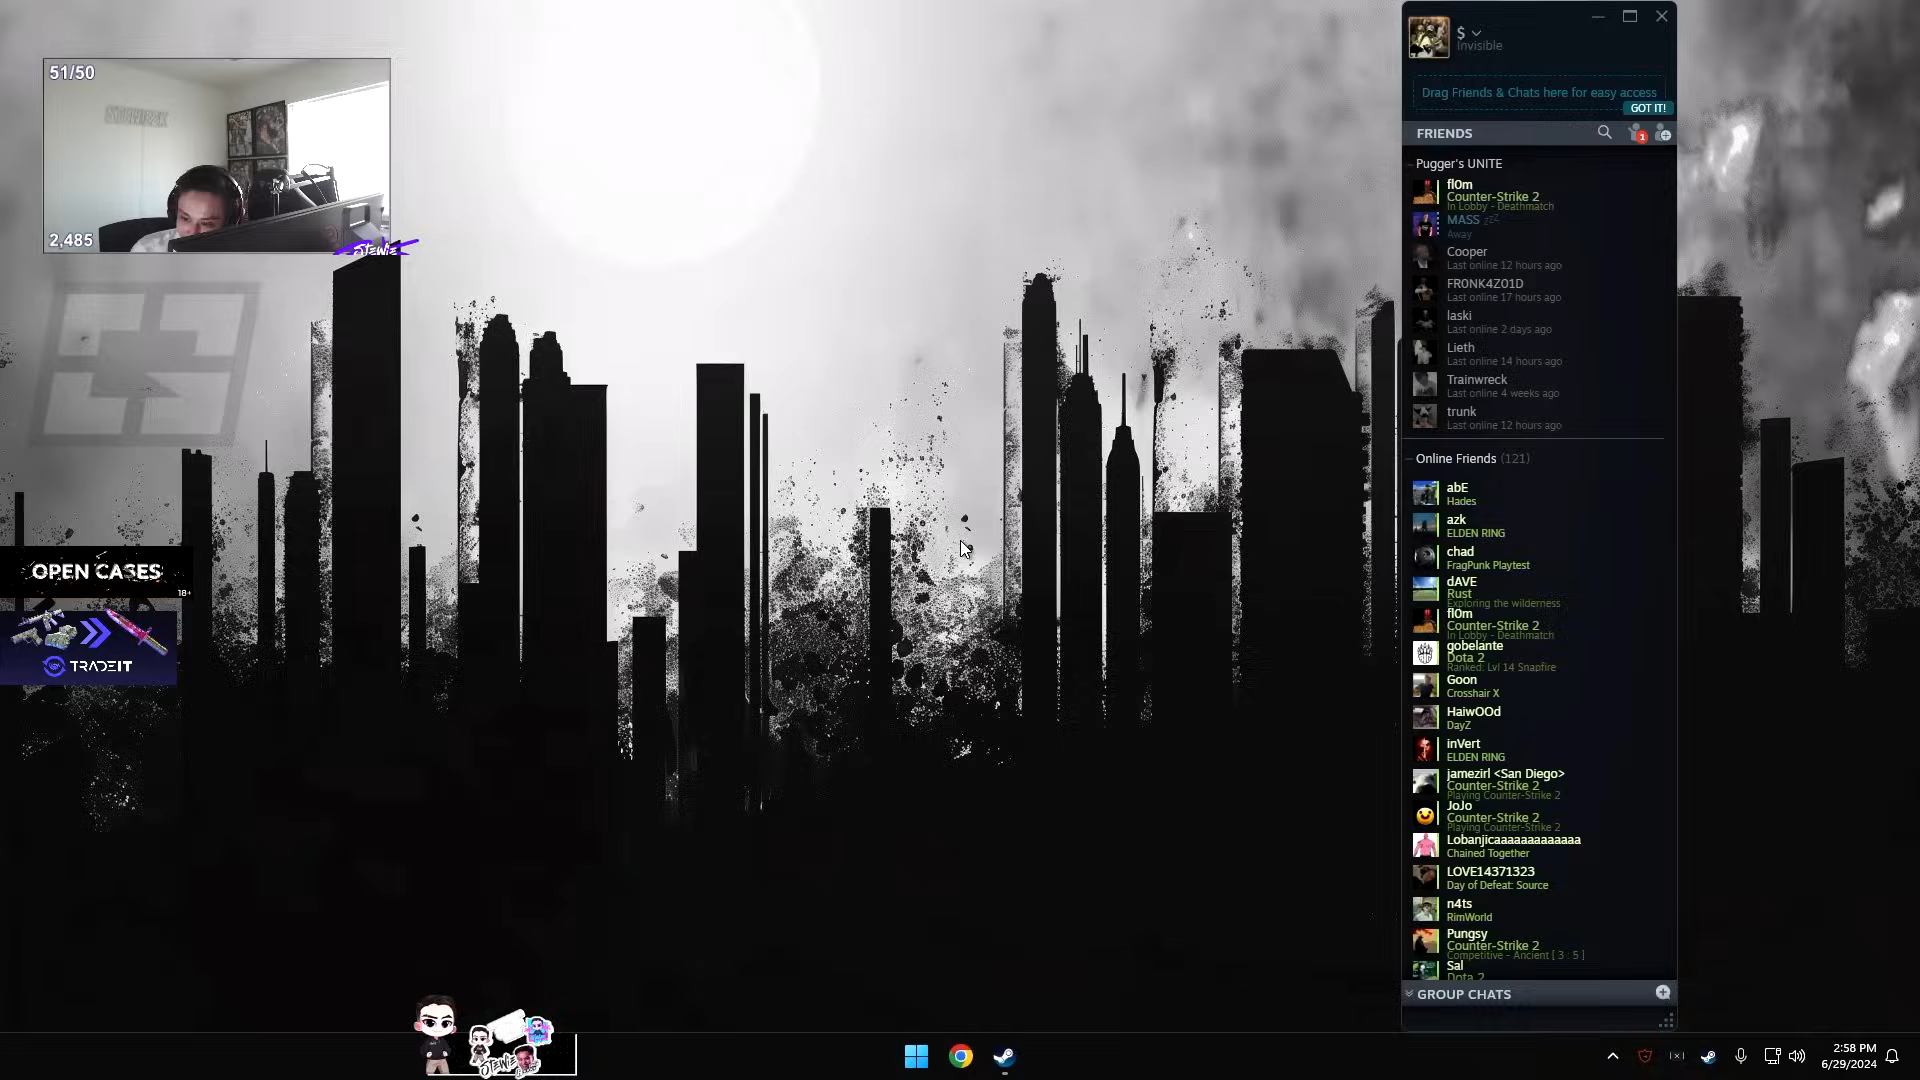 51/50
2,485
STEWIE
OPEN CASES
18+
TRADEIT
$
Invisible
Drag Friends & Chats here for easy access
GOT IT!
FRIENDS
1
Pugger's UNITE
fl0m
Counter-Strike 2
In Lobby - Deathmatch
MASS zzZ
Away
Cooper
Last online 12 hours ago
FR0NK4Z01D
Last online 17 hours ago
laski
Last online 2 days ago
Lieth
Last online 14 hours ago
Trainwreck
Last online 4 weeks ago
trunk
Last online 12 hours ago
Online Friends (121)
abE
Hades
azk
ELDEN RING
chad
FragPunk Playtest
dAVE
Rust
Exploring the wilderness
fl0m
Counter-Strike 2
In Lobby - Deathmatch
gobelante
Dota 2
Ranked: Lvl 14 Snapfire
Goon
Crosshair X
HaiwOOd
DayZ
inVert
ELDEN RING
jamezirl <San Diego>
Counter-Strike 2
Playing Counter-Strike 2
JoJo
Counter-Strike 2
Playing Counter-Strike 2
Lobanjicaaaaaaaaaaaaa
Chained Together
LOVE14371323
Day of Defeat: Source
n4ts
RimWorld
Pungsy
Counter-Strike 2
Competitive - Ancient [ 3 : 5 ]
Sal
Dota 2
GROUP CHATS
STEWIE
2:58 PM
6/29/2024